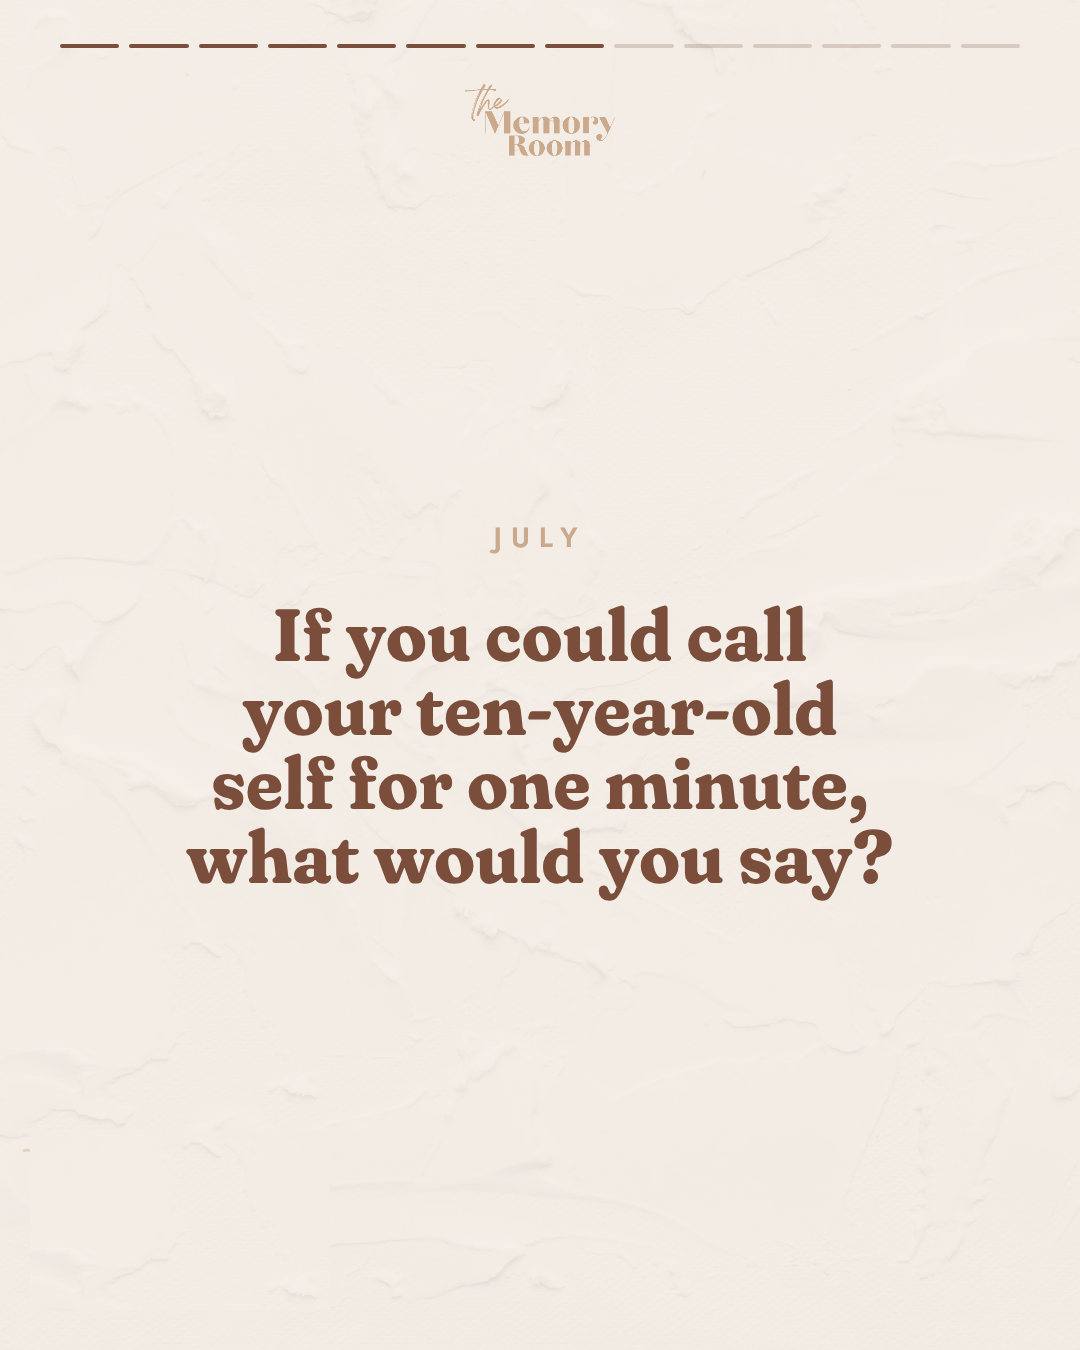 the
Memory
Room
JULY
If you could call
your ten-year-old
self for one minute,
what would you say?